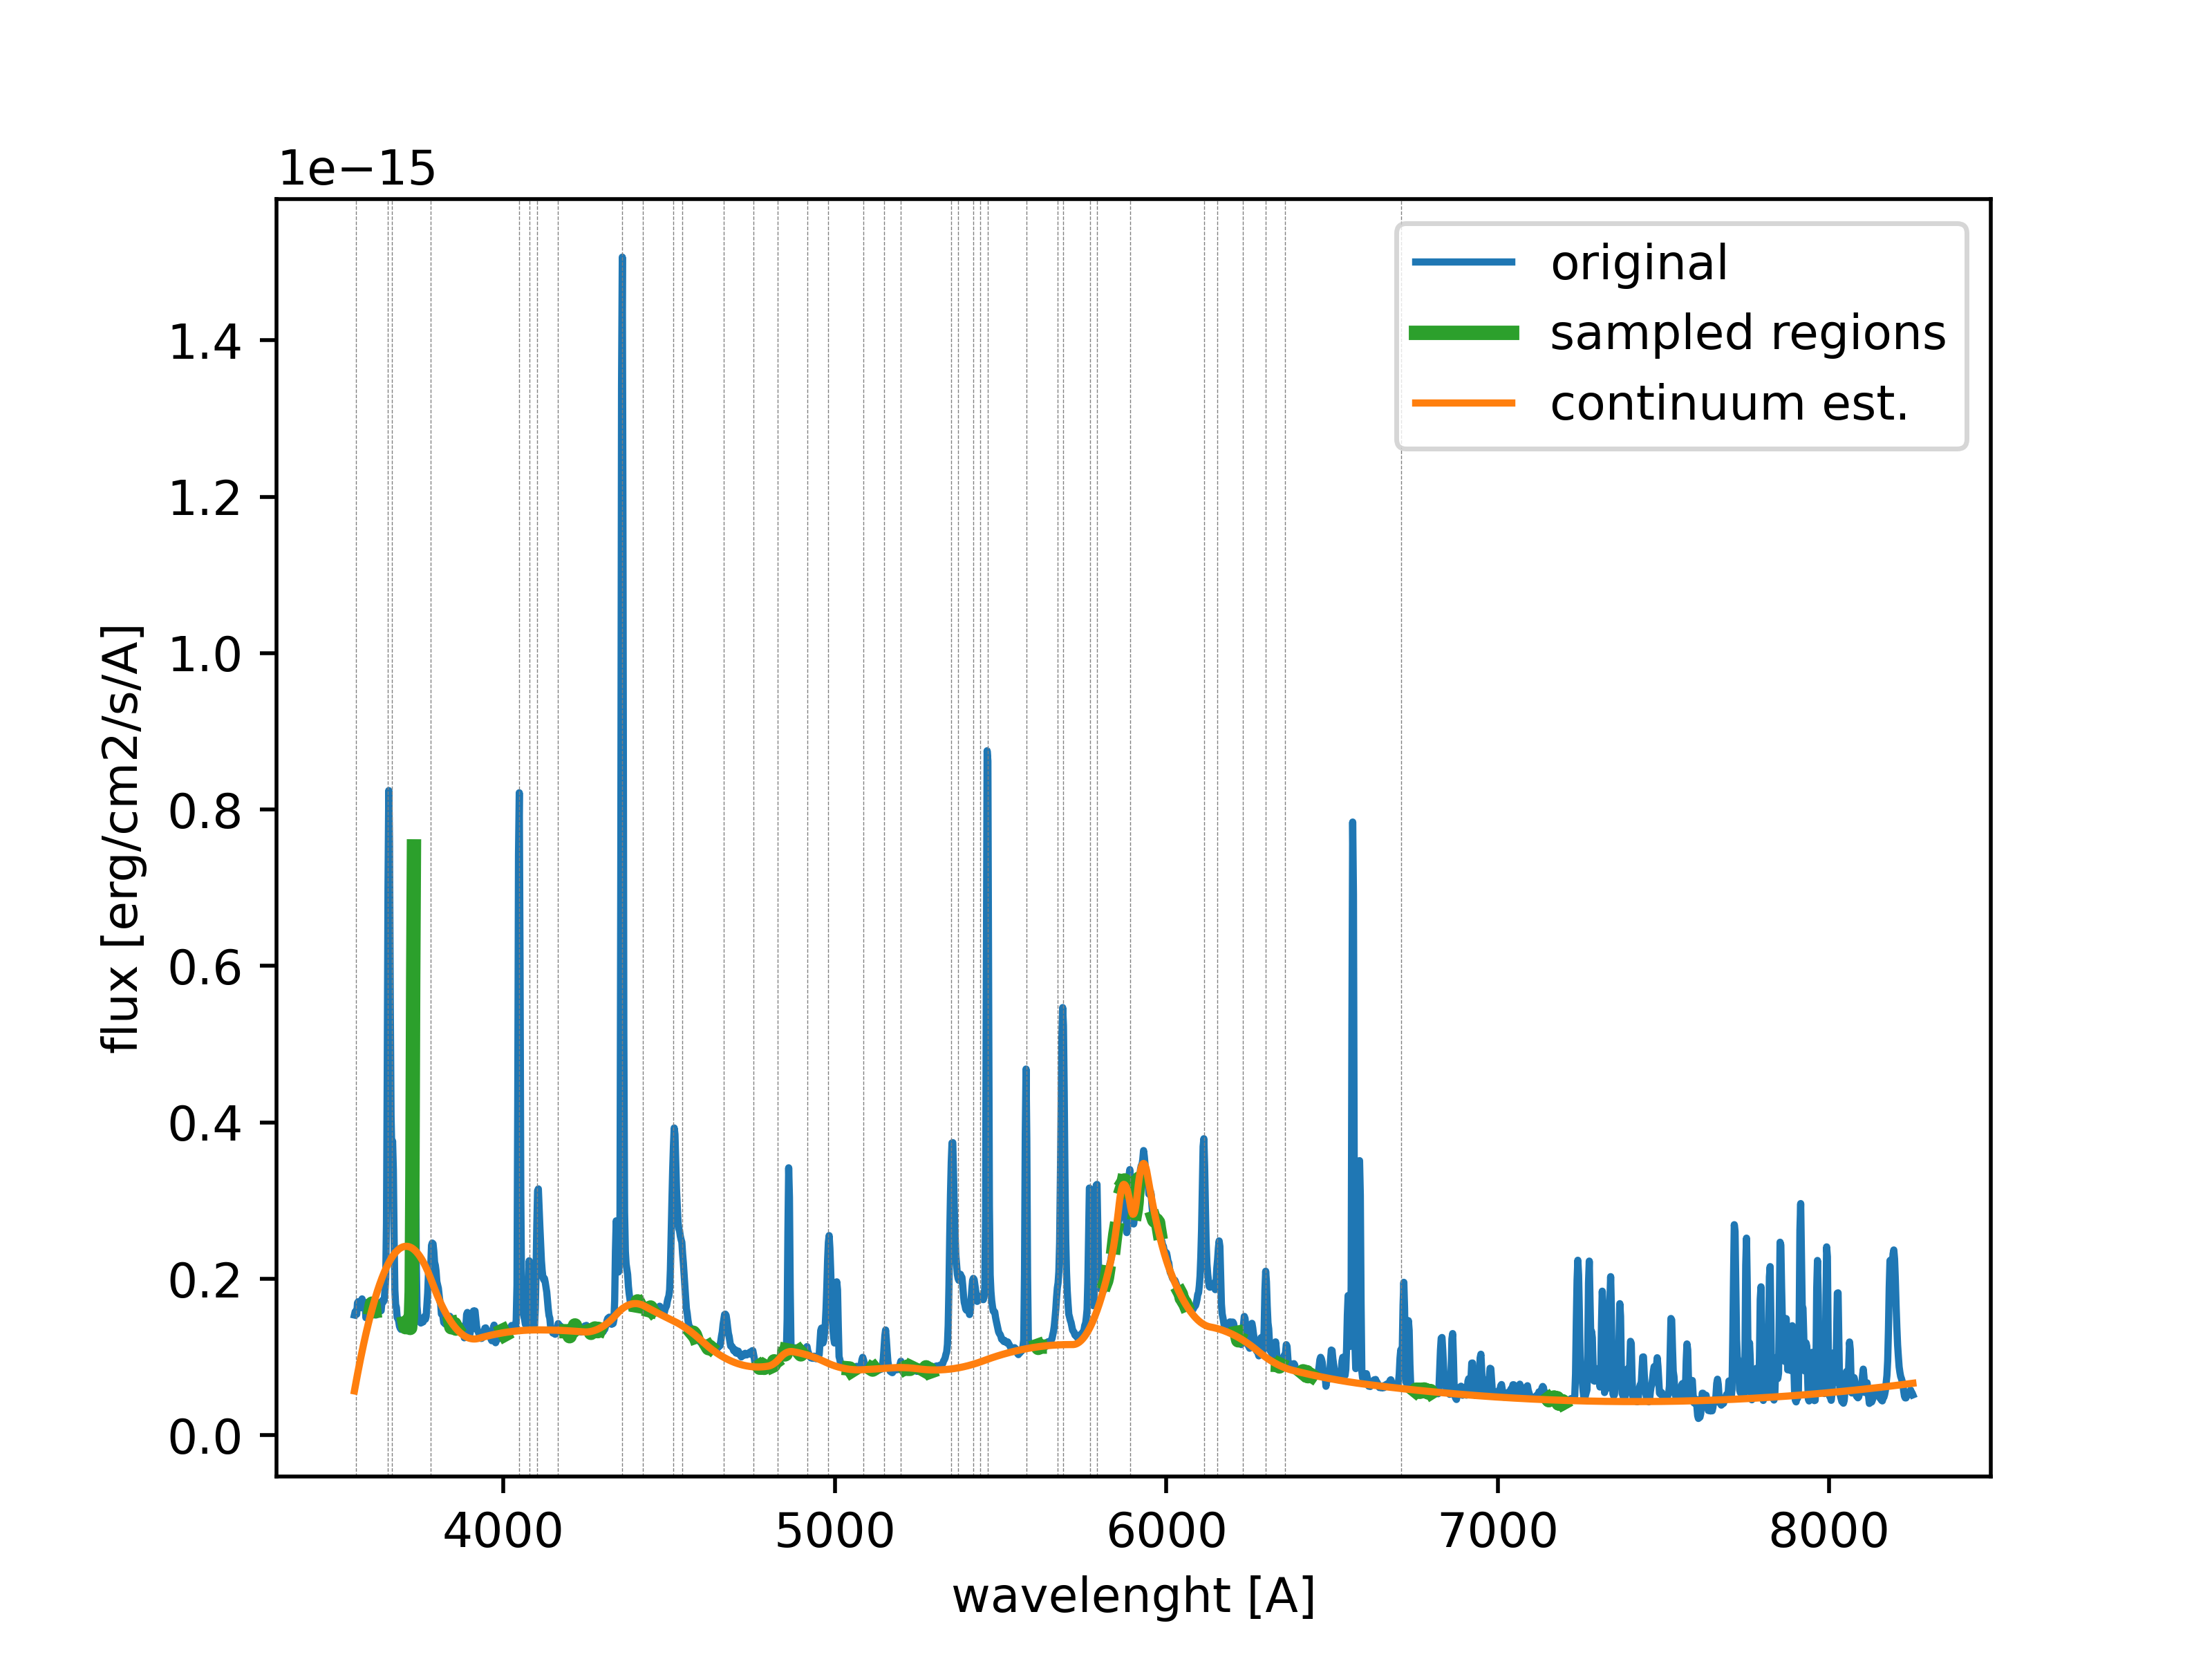 1e−15
original
sampled regions
continuum est.
1.4
1.2
1.0
0.8
0.6
0.4
0.2
0.0
flux [erg/cm2/s/A]
4000 5000 6000 7000 8000
wavelenght [A]